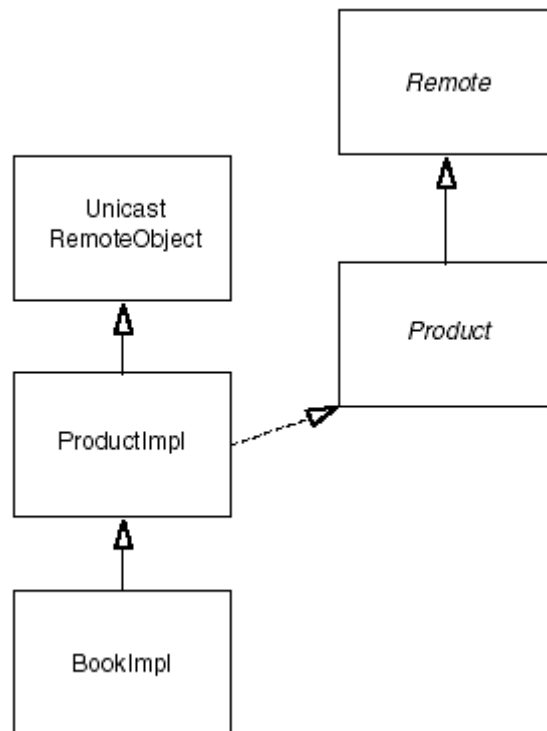 Remote
Unicast
RemoteObject
Product
ProductImpl
BookImpl